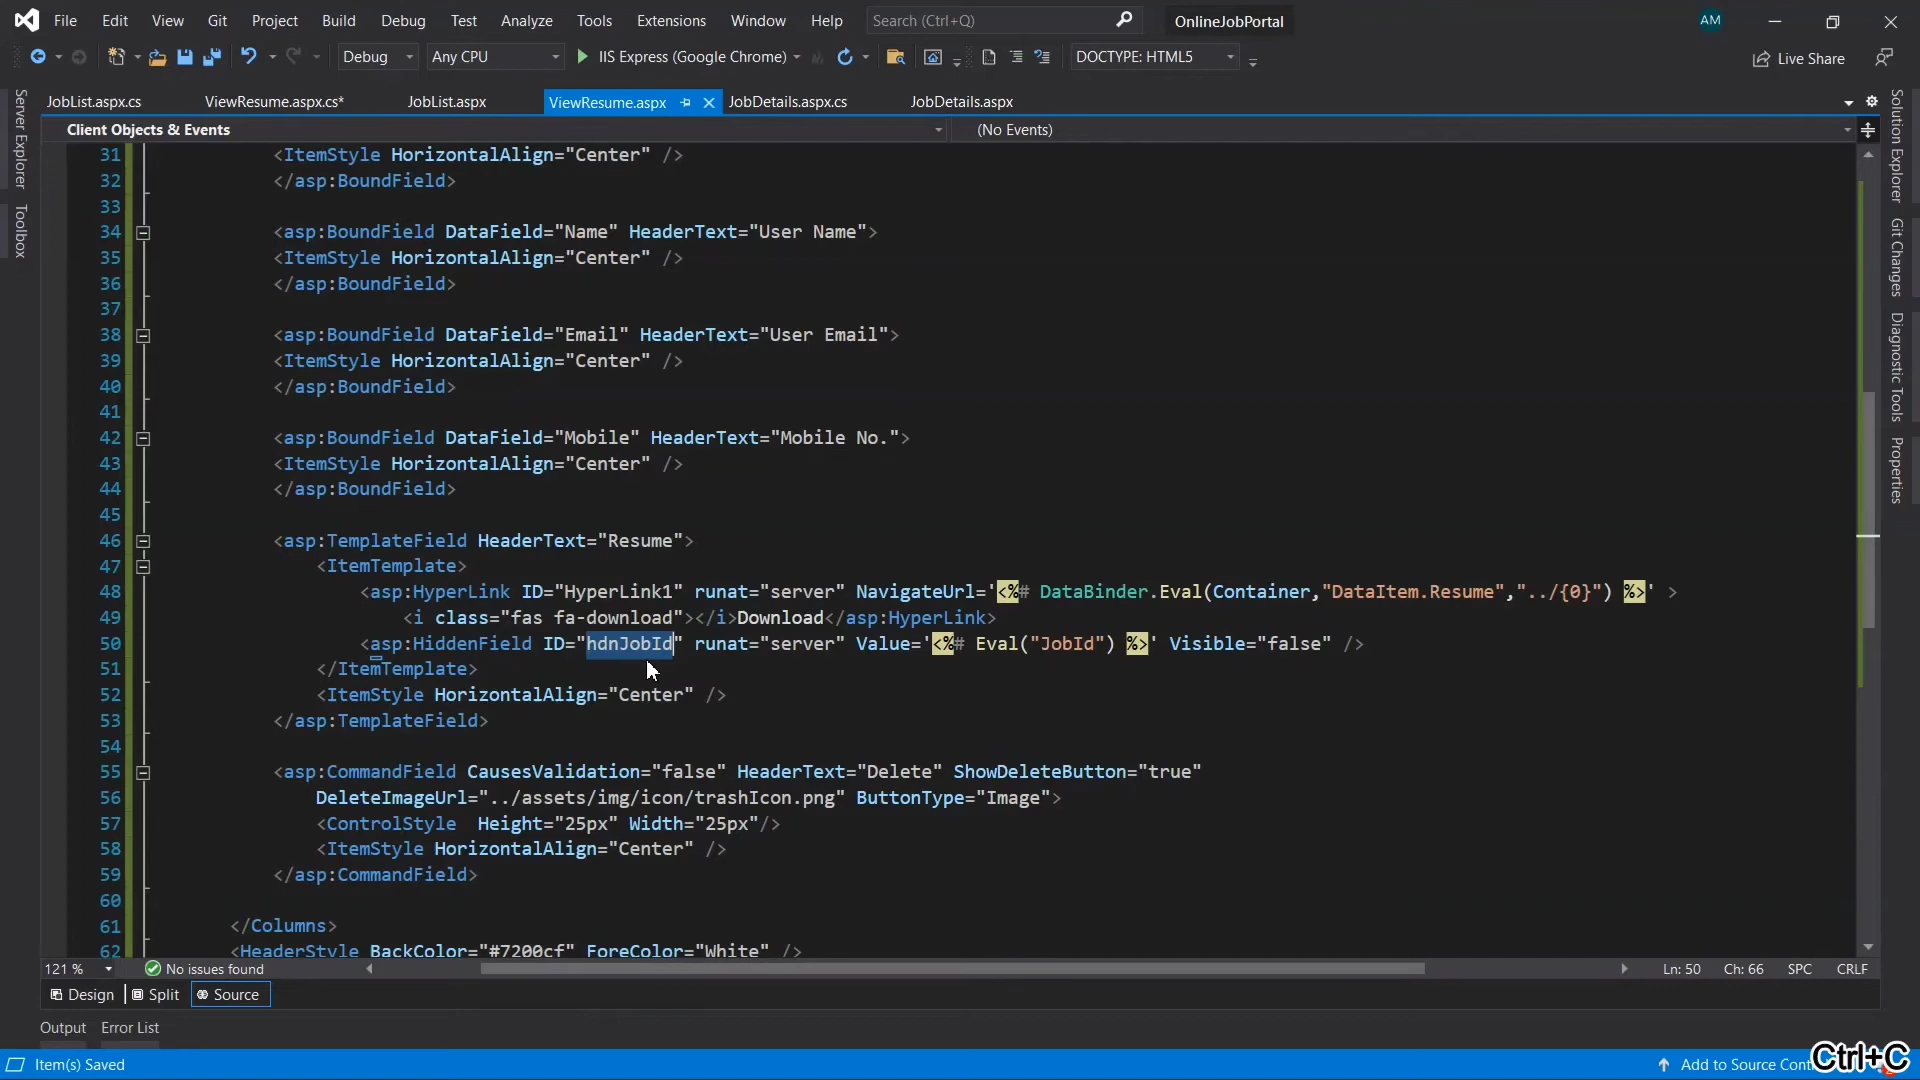 File Edit View Git Project Build Debug Test Analyze Tools Extensions Window Help Search (Ctrl+Q) OnlineJobPortal AM
Debug Any CPU IIS Express (Google Chrome) DOCTYPE: HTML5 Live Share
JobList.aspx.cs ViewResume.aspx.cs* JobList.aspx ViewResume.aspx JobDetails.aspx.cs JobDetails.aspx
Client Objects & Events (No Events)
Server Explorer
Toolbox
Solution Explorer
Git Changes
Diagnostic Tools
Properties
31 <ItemStyle HorizontalAlign="Center" />
32 </asp:BoundField>
33
34 <asp:BoundField DataField="Name" HeaderText="User Name">
35 <ItemStyle HorizontalAlign="Center" />
36 </asp:BoundField>
37
38 <asp:BoundField DataField="Email" HeaderText="User Email">
39 <ItemStyle HorizontalAlign="Center" />
40 </asp:BoundField>
41
42 <asp:BoundField DataField="Mobile" HeaderText="Mobile No.">
43 <ItemStyle HorizontalAlign="Center" />
44 </asp:BoundField>
45
46 <asp:TemplateField HeaderText="Resume">
47 <ItemTemplate>
48 <asp:HyperLink ID="HyperLink1" runat="server" NavigateUrl='<%# DataBinder.Eval(Container,"DataItem.Resume","../{0}") %>' >
49 <i class="fas fa-download"></i>Download</asp:HyperLink>
50 <asp:HiddenField ID="hdnJobId" runat="server" Value='<%# Eval("JobId") %>' Visible="false" />
51 </ItemTemplate>
52 <ItemStyle HorizontalAlign="Center" />
53 </asp:TemplateField>
54
55 <asp:CommandField CausesValidation="false" HeaderText="Delete" ShowDeleteButton="true"
56 DeleteImageUrl="../assets/img/icon/trashIcon.png" ButtonType="Image">
57 <ControlStyle  Height="25px" Width="25px"/>
58 <ItemStyle HorizontalAlign="Center" />
59 </asp:CommandField>
60
61 </Columns>
62 <HeaderStyle BackColor="#7200cf" ForeColor="White" />
121 % No issues found Ln: 50 Ch: 66 SPC CRLF
Design Split Source
Output Error List
Item(s) Saved Add to Source Cont
Ctrl+C